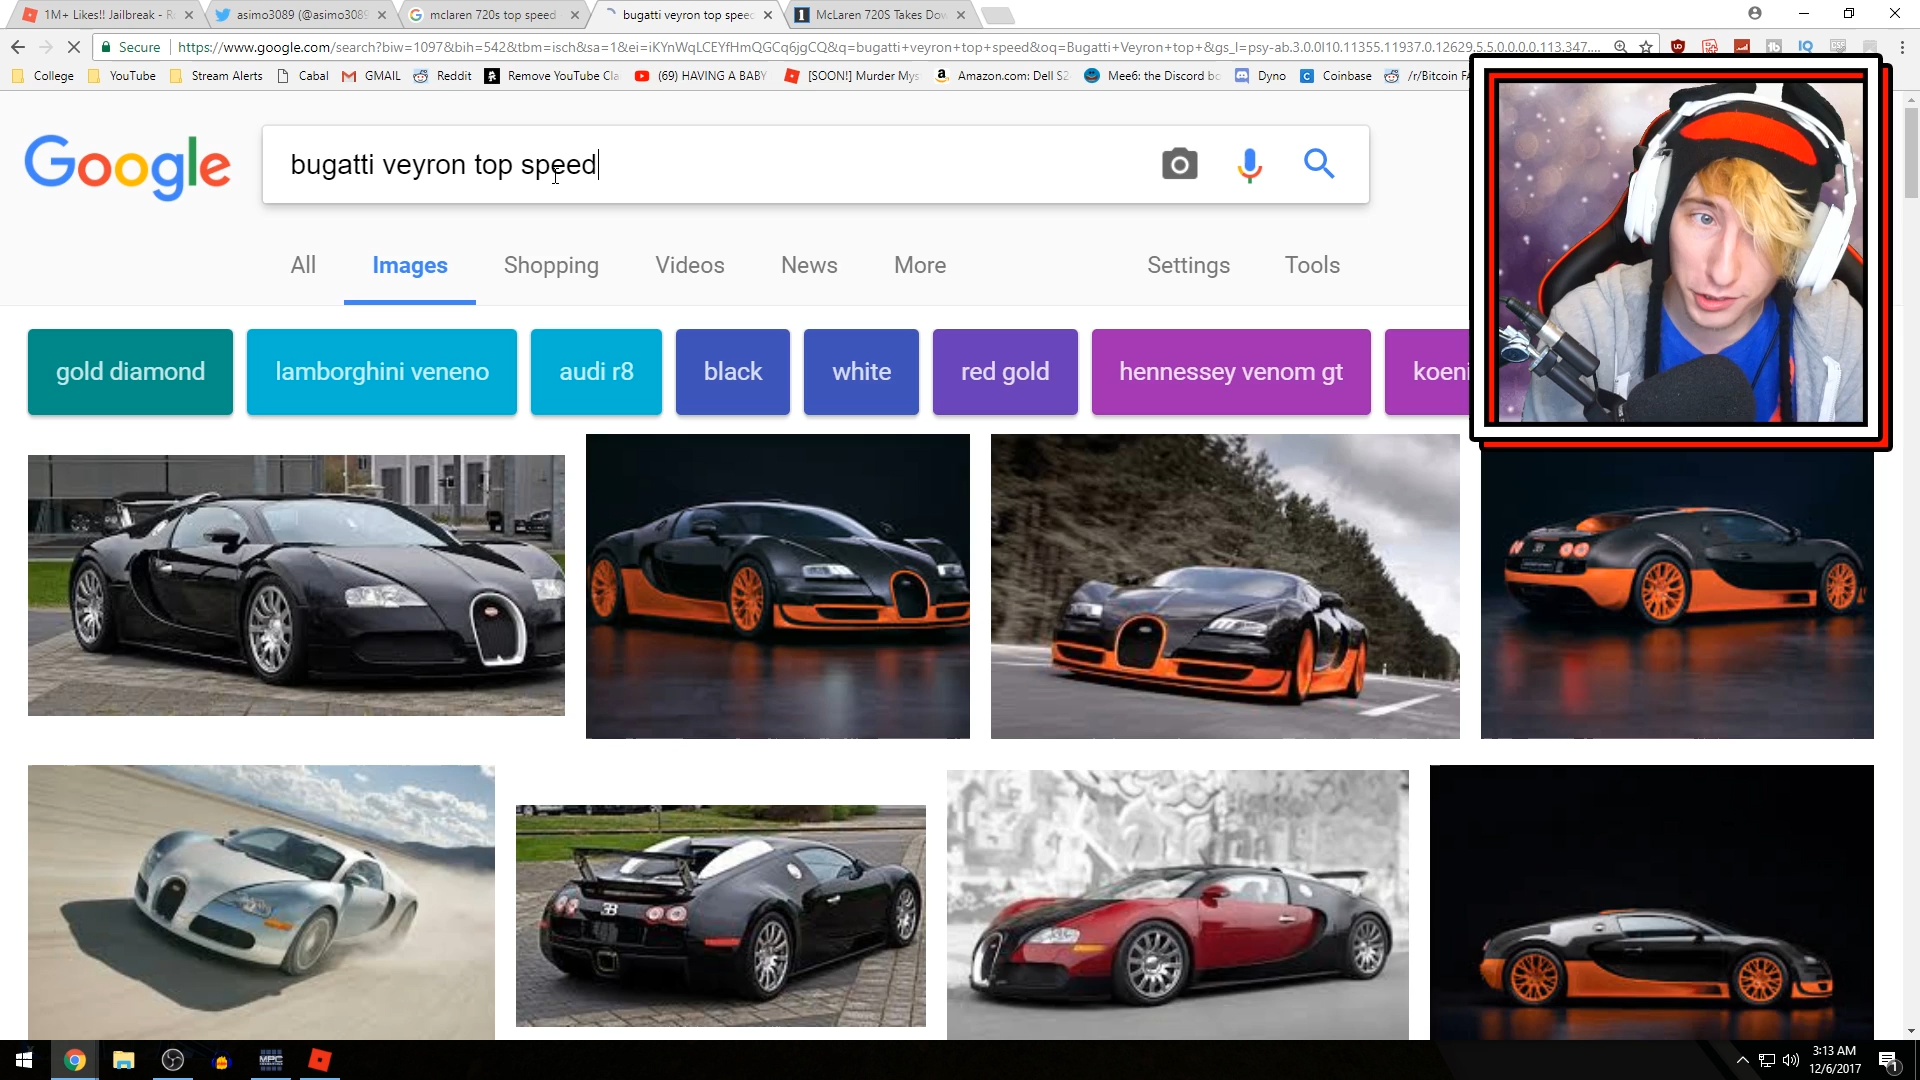 1M+ Likes!! Jailbreak - R
asimo3089 (@asimo3089
mclaren 720s top speed
bugatti veyron top speed
McLaren 720S Takes Do
Secure
https://www.google.com/search?biw=1097&bih=542&tbm=isch&sa=1&ei=iKYnWqLCEYfHmQGCq6jgCQ&q=bugatti+veyron+top+speed&oq=Bugatti+Veyron+top+&gs_l=psy-ab.3.0.0l10.11355.11937.0.12629.5.5.0.0.0.0.113.347....
College
YouTube
Stream Alerts
Cabal
GMAIL
Reddit
Remove YouTube Cla
(69) HAVING A BABY
[SOON!] Murder Mys
Amazon.com: Dell S2
Mee6: the Discord bo
Dyno
Coinbase
/r/Bitcoin FA
Google
bugatti veyron top speed
All
Images
Shopping
Videos
News
More
Settings
Tools
gold diamond
lamborghini veneno
audi r8
black
white
red gold
hennessey venom gt
koeni
MPC
3:13 AM
12/6/2017
1